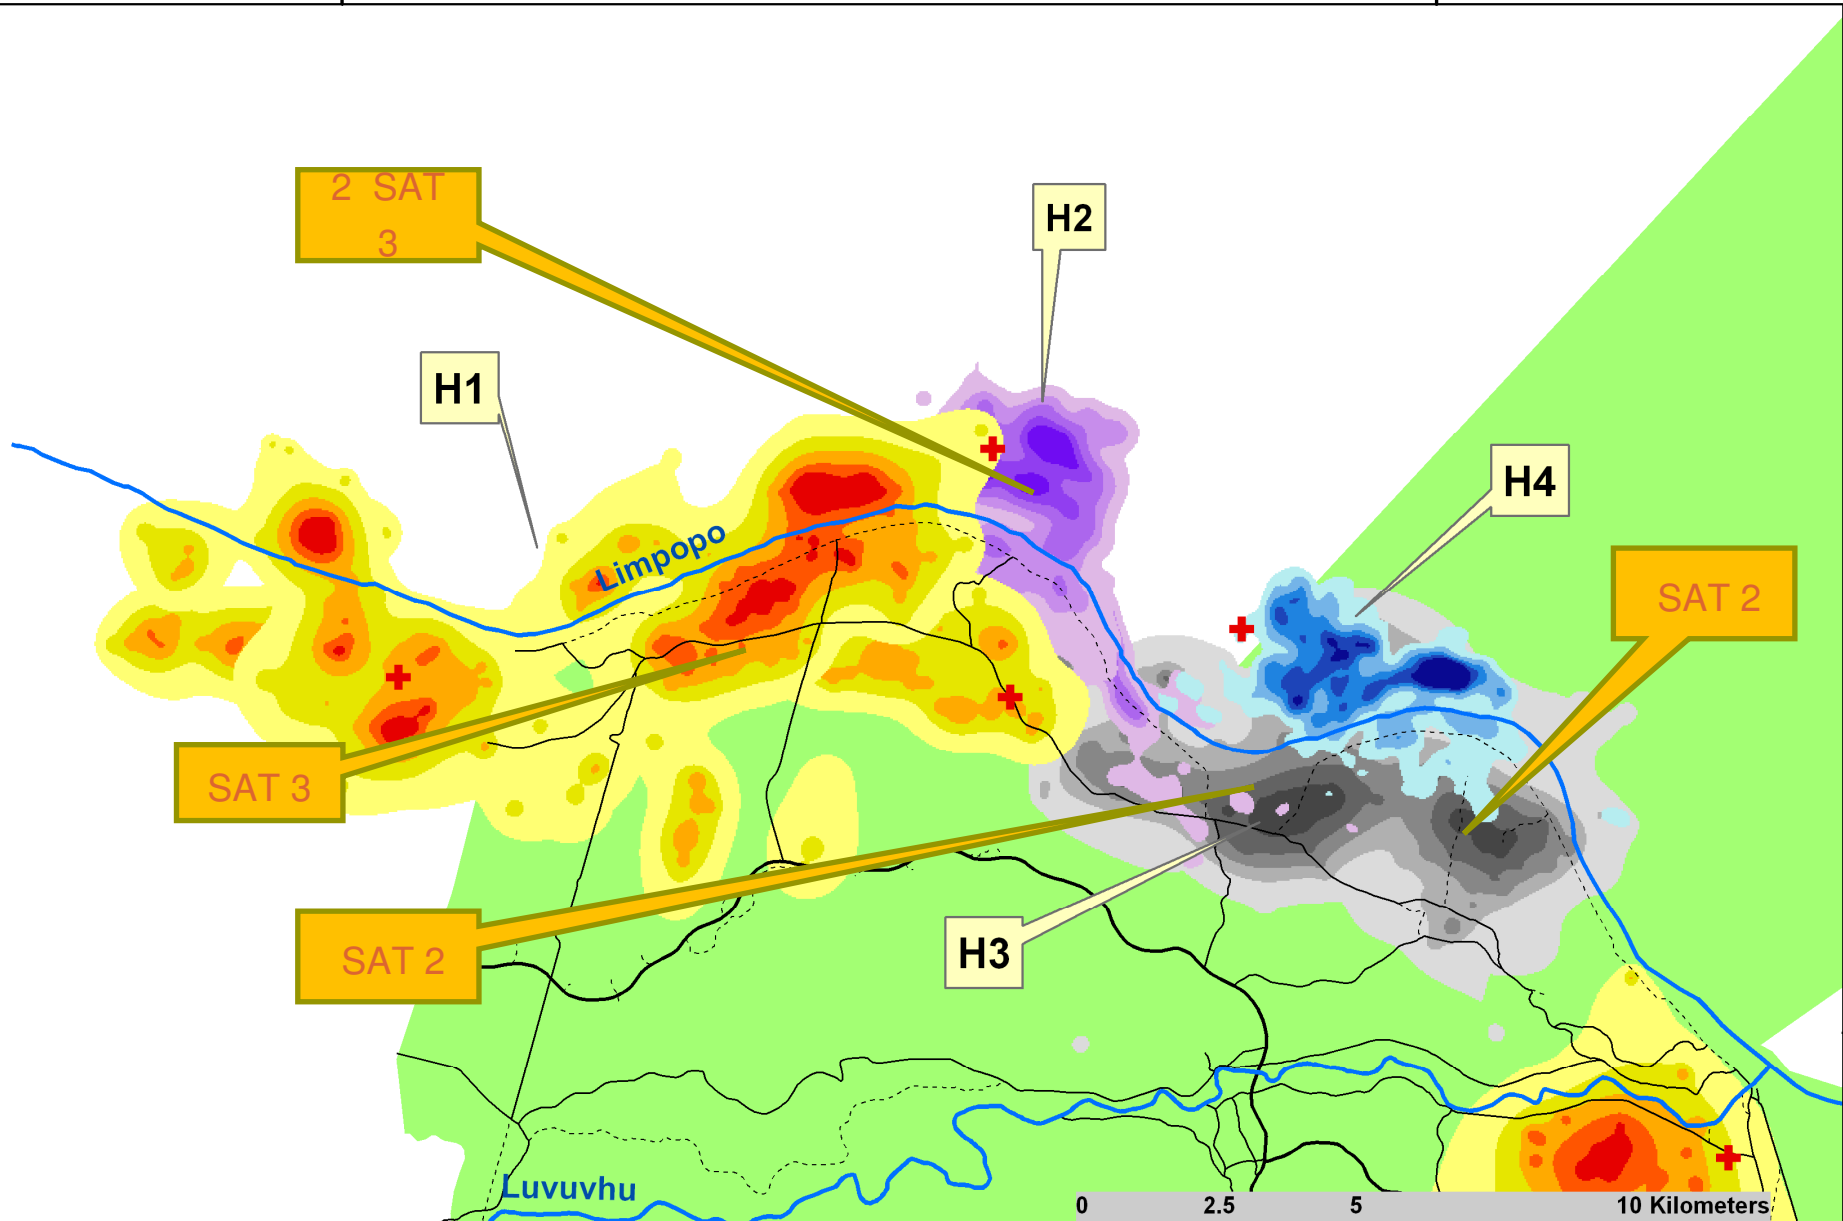 2 SAT
3
H2
H1
H4
SAT 2
Limpopo
SAT 3
SAT 2
H3
Luvuvhu
0 2.5 5 10 Kilometers